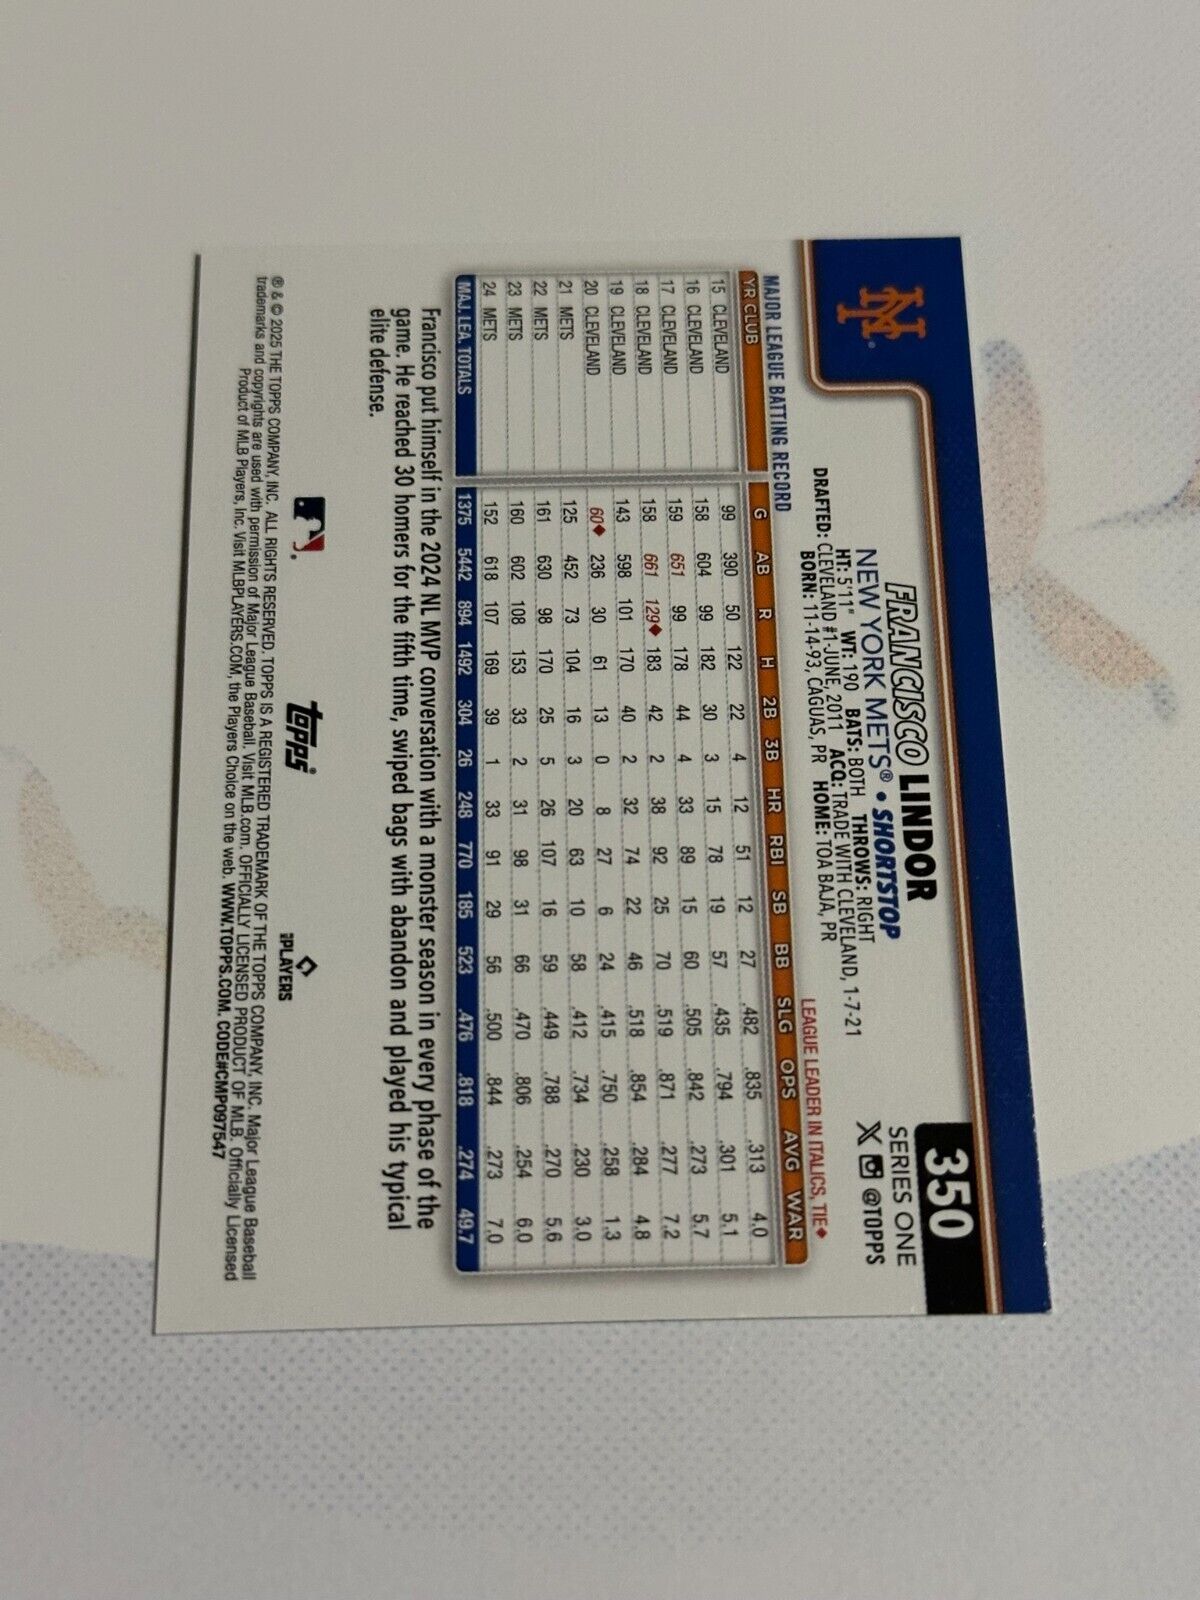 NY
350
FRANCISCO LINDOR
SERIES ONE
NEW YORK METS® • SHORTSTOP
@TOPPS
HT: 5'11" WT: 190 BATS: BOTH THROWS: RIGHT
DRAFTED: CLEVELAND #1-JUNE, 2011 ACQ: TRADE WITH CLEVELAND, 1-7-21
BORN: 11-14-93, CAGUAS, PR HOME: TOA BAJA, PR
MAJOR LEAGUE BATTING RECORD LEAGUE LEADER IN ITALICS, TIE♦
YR CLUB G AB R H 2B 3B HR RBI SB BB SLG OPS AVG WAR
15 CLEVELAND 99 390 50 122 22 4 12 51 12 27 .482 .835 .313 4.0
16 CLEVELAND 158 604 99 182 30 3 15 78 19 57 .435 .794 .301 5.1
17 CLEVELAND 159 651 99 178 44 4 33 89 15 60 .505 .842 .273 5.7
18 CLEVELAND 158 661 129♦ 183 42 2 38 92 25 70 .519 .871 .277 7.2
19 CLEVELAND 143 598 101 170 40 2 32 74 22 46 .518 .854 .284 4.8
20 CLEVELAND 60♦ 236 30 61 13 0 8 27 6 24 .415 .750 .258 1.3
21 METS 125 452 73 104 16 3 20 63 10 58 .412 .734 .230 3.0
22 METS 161 630 98 170 25 5 26 107 16 59 .449 .788 .270 5.6
23 METS 160 602 108 153 33 2 31 98 31 66 .470 .806 .254 6.0
24 METS 152 618 107 169 39 1 33 91 29 56 .500 .844 .273 7.0
MAJ. LEA. TOTALS 1375 5442 894 1492 304 26 248 770 185 523 .476 .818 .274 49.7
Francisco put himself in the 2024 NL MVP conversation with a monster season in every phase of the
game. He reached 30 homers for the fifth time, swiped bags with abandon and played his typical
elite defense.
topps®
MLB PLAYERS
® & © 2025 THE TOPPS COMPANY, INC. ALL RIGHTS RESERVED. TOPPS IS A REGISTERED TRADEMARK OF THE TOPPS COMPANY, INC. Major League Baseball
trademarks and copyrights are used with permission of Major League Baseball. Visit MLB.com. OFFICIALLY LICENSED PRODUCT OF MLB. Officially Licensed
Product of MLB Players, Inc. Visit MLBPLAYERS.COM, the Players Choice on the web. WWW.TOPPS.COM. CODE#CMP097547